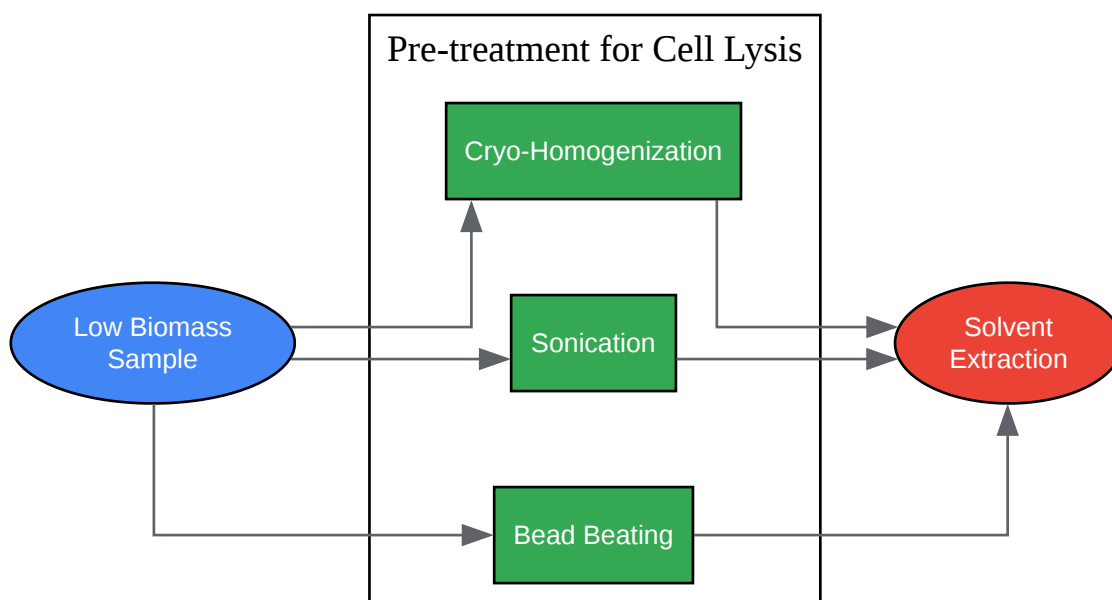 Pre-treatment for Cell Lysis
Cryo-Homogenization
Low Biomass
Sample
Sonication
Solvent
Extraction
Bead Beating